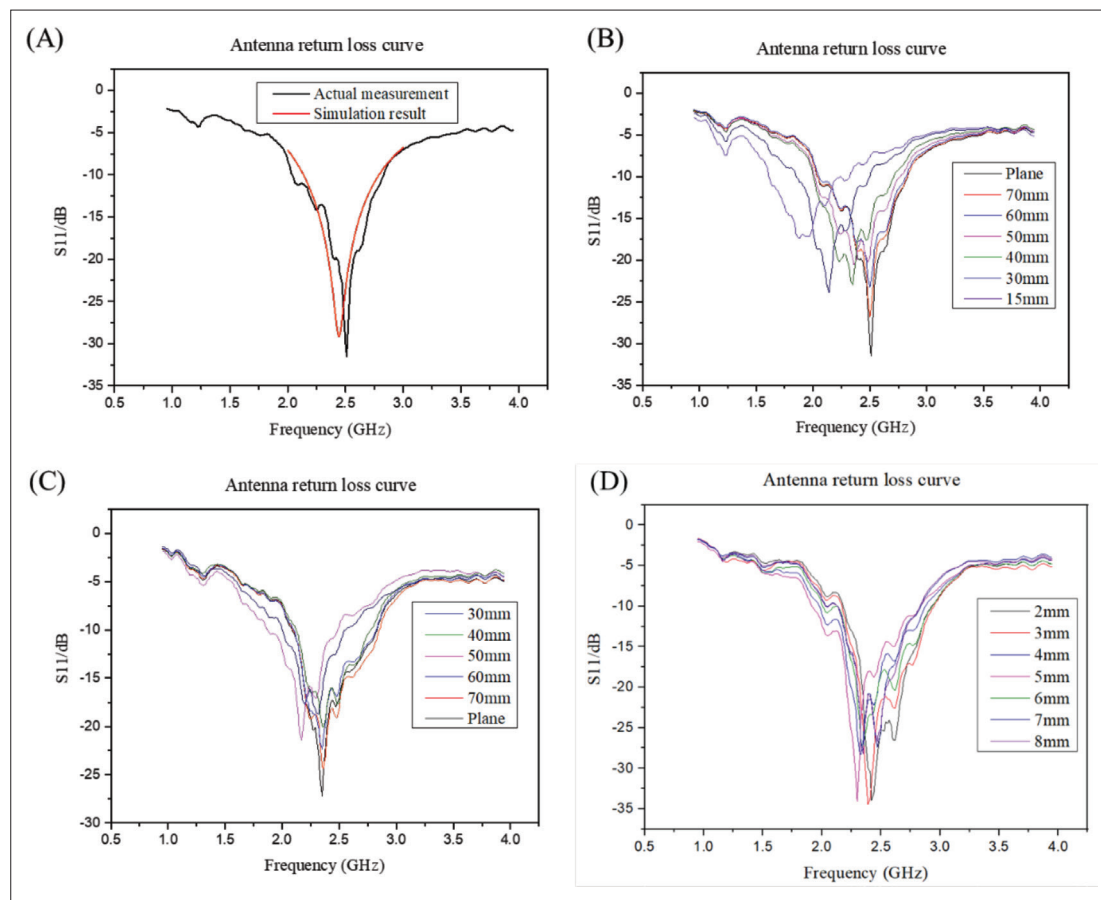 (A)
Antenna return loss curve
Actual measurement
Simulation result
0
-5
-10
-15
-20
-25
-30
-35
S11/dB
0.5 1.0 1.5 2.0 2.5 3.0 3.5 4.0
Frequency (GHz)
(B)
Antenna return loss curve
0
-5
-10
-15
-20
-25
-30
-35
S11/dB
Plane
70mm
60mm
50mm
40mm
30mm
15mm
0.5 1.0 1.5 2.0 2.5 3.0 3.5 4.0
Frequency (GHz)
(C)
Antenna return loss curve
0
-5
-10
-15
-20
-25
-30
S11/dB
30mm
40mm
50mm
60mm
70mm
Plane
0.5 1.0 1.5 2.0 2.5 3.0 3.5 4.0
Frequency (GHz)
(D)
Antenna return loss curve
0
-5
-10
-15
-20
-25
-30
-35
S11/dB
2mm
3mm
4mm
5mm
6mm
7mm
8mm
0.5 1.0 1.5 2.0 2.5 3.0 3.5 4.0
Frequency (GHz)